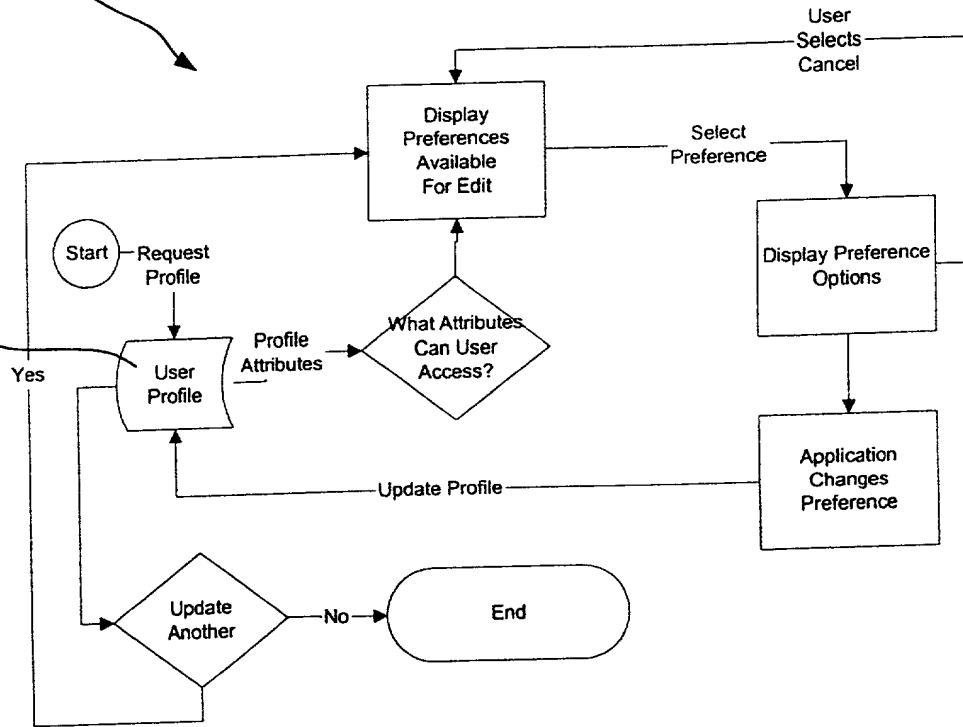 User
Selects
Cancel
Display
Preferences
Available
For Edit
Select
Preference
Start
Request
Profile
Display Preference
Options
What Attributes
Can User
Access?
Profile
Attributes
User
Profile
Yes
Application
Changes
Preference
Update Profile
Update
Another
No
End